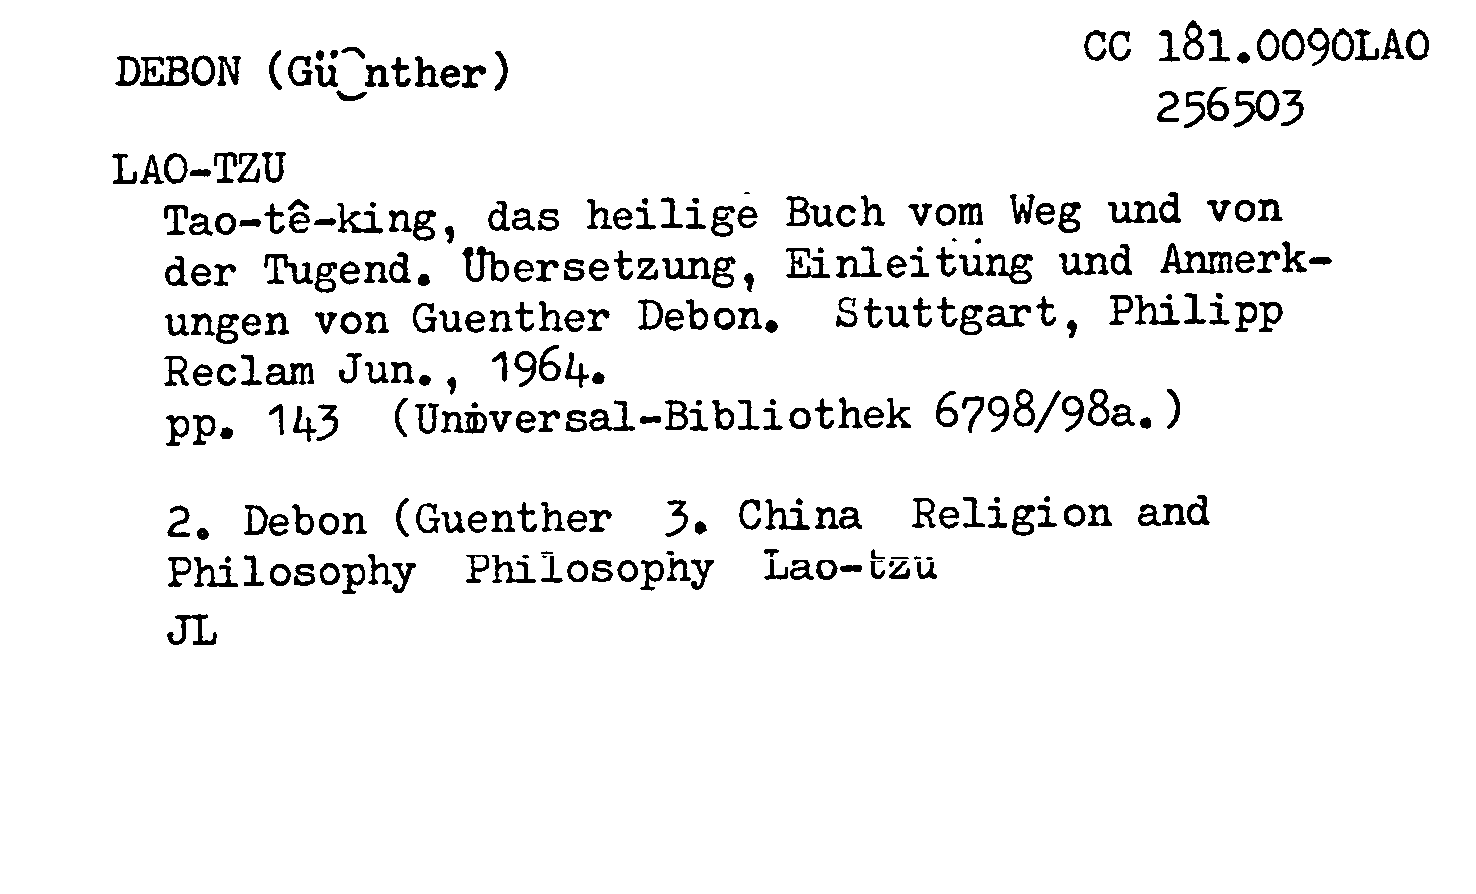 DEBON (Günther)
CC 181.0090LAO
256503
LAO-TZU
Tao-tê-king, das heilige Buch vom Weg und von
der Tugend. Übersetzung, Einleitung und Anmerk-
ungen von Guenther Debon. Stuttgart, Philipp
Reclam Jun., 1964.
pp. 143 (Universal-Bibliothek 6798/98a.)
2. Debon (Guenther 3. China Religion and
Philosophy Philosophy Lao-tzu
JL